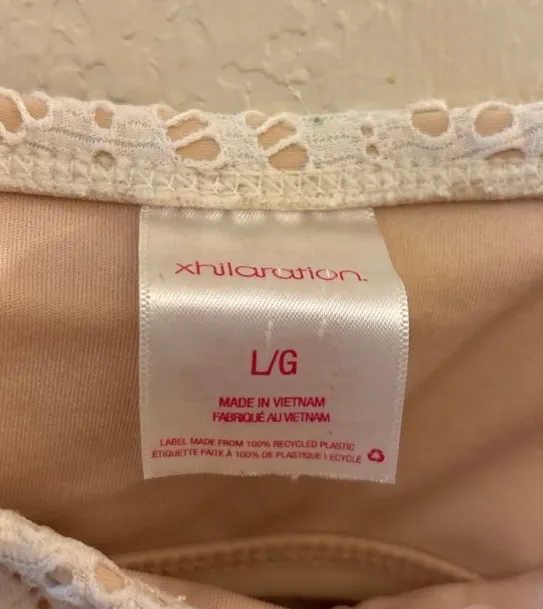 xhilaration.
L/G
MADE IN VIETNAM
FABRIQUÉ AU VIETNAM
LABEL MADE FROM 100% RECYCLED PLASTIC
ÉTIQUETTE FAITE À 100% DE PLASTIQUE RECYCLÉ